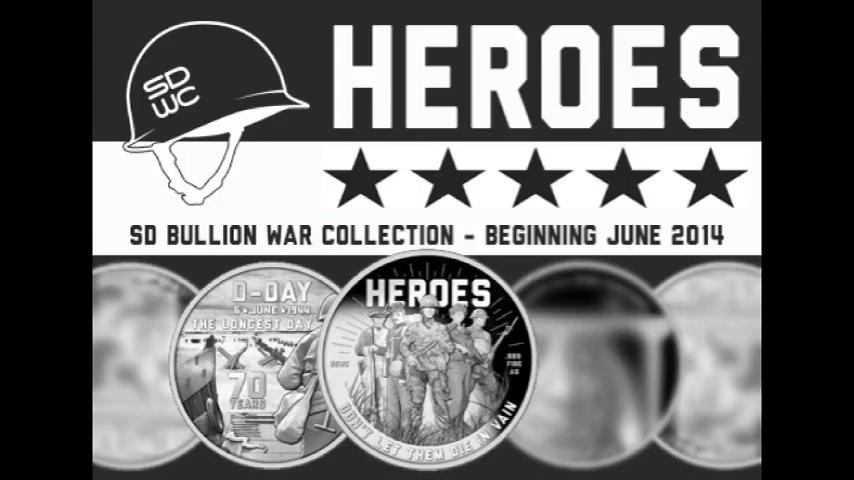 SD
WC
HEROES
SD BULLION WAR COLLECTION - BEGINNING JUNE 2014
D-DAY
6★JUNE★1944
THE LONGEST DAY
70
YEARS
HEROES
SDWC
.999
FINE
AG
DON'T LET THEM DIE IN VAIN